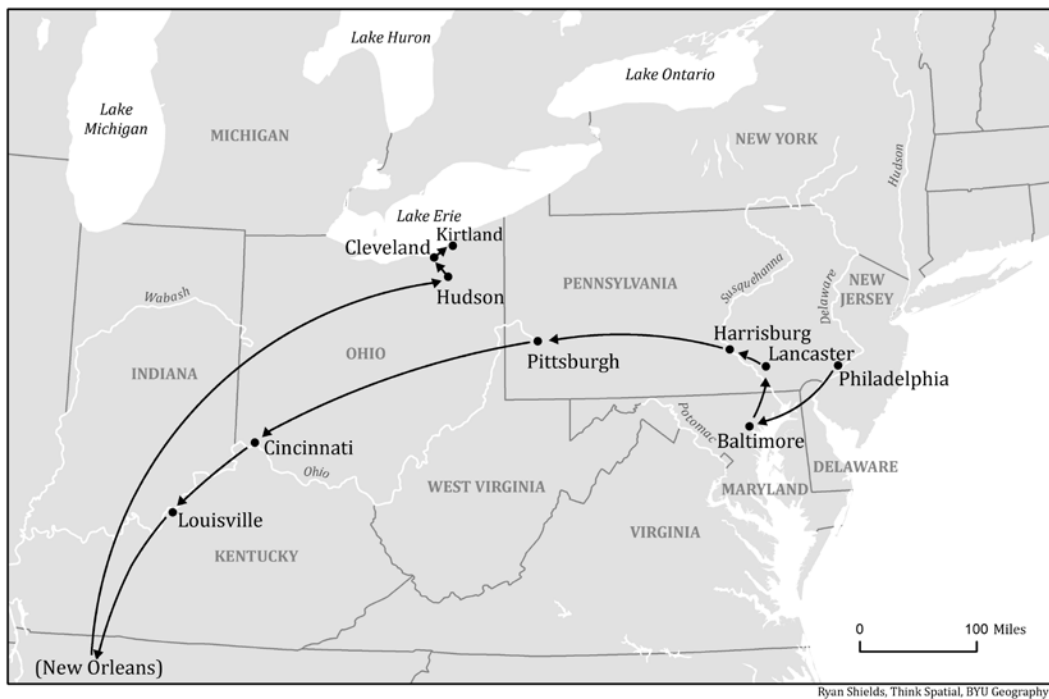 Lake Huron
Lake Ontario
Lake
Michigan
MICHIGAN
NEW YORK
Hudson
Lake Erie
Kirtland
Cleveland
Hudson
Susquehanna
PENNSYLVANIA
Delaware
NEW
JERSEY
Wabash
Harrisburg
Lancaster
OHIO
Pittsburgh
Philadelphia
INDIANA
Potomac
Baltimore
Cincinnati
Ohio
DELAWARE
WEST VIRGINIA
MARYLAND
Louisville
VIRGINIA
KENTUCKY
0 100 Miles
(New Orleans)
Ryan Shields, Think Spatial, BYU Geography